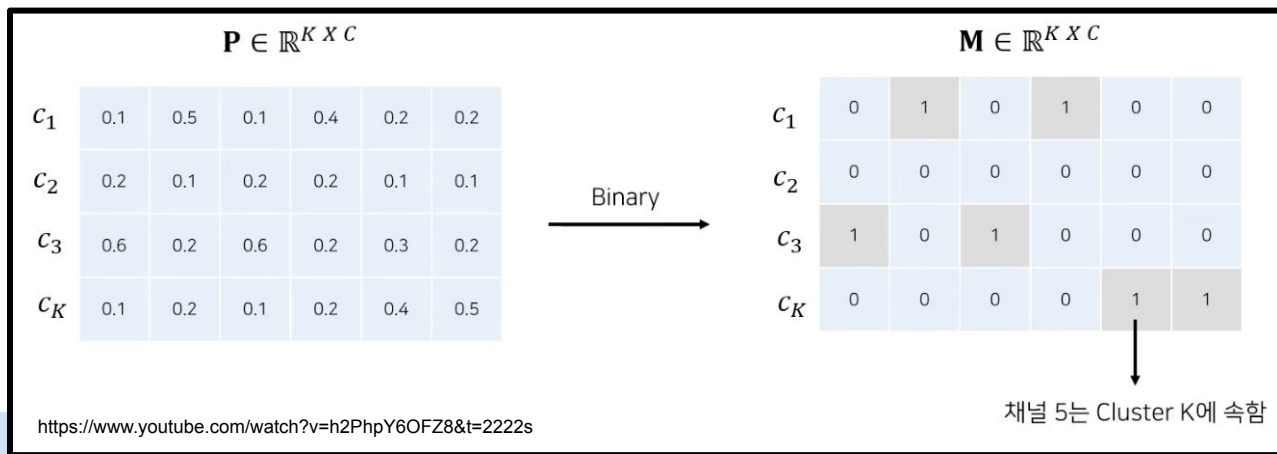 P ∈ ℝ^{K X C}
c_1 0.1 0.5 0.1 0.4 0.2 0.2
c_2 0.2 0.1 0.2 0.2 0.1 0.1
c_3 0.6 0.2 0.6 0.2 0.3 0.2
c_K 0.1 0.2 0.1 0.2 0.4 0.5
Binary
M ∈ ℝ^{K X C}
c_1 0 1 0 1 0 0
c_2 0 0 0 0 0 0
c_3 1 0 1 0 0 0
c_K 0 0 0 0 1 1
채널 5는 Cluster K에 속함
https://www.youtube.com/watch?v=h2PhpY6OFZ8&t=2222s